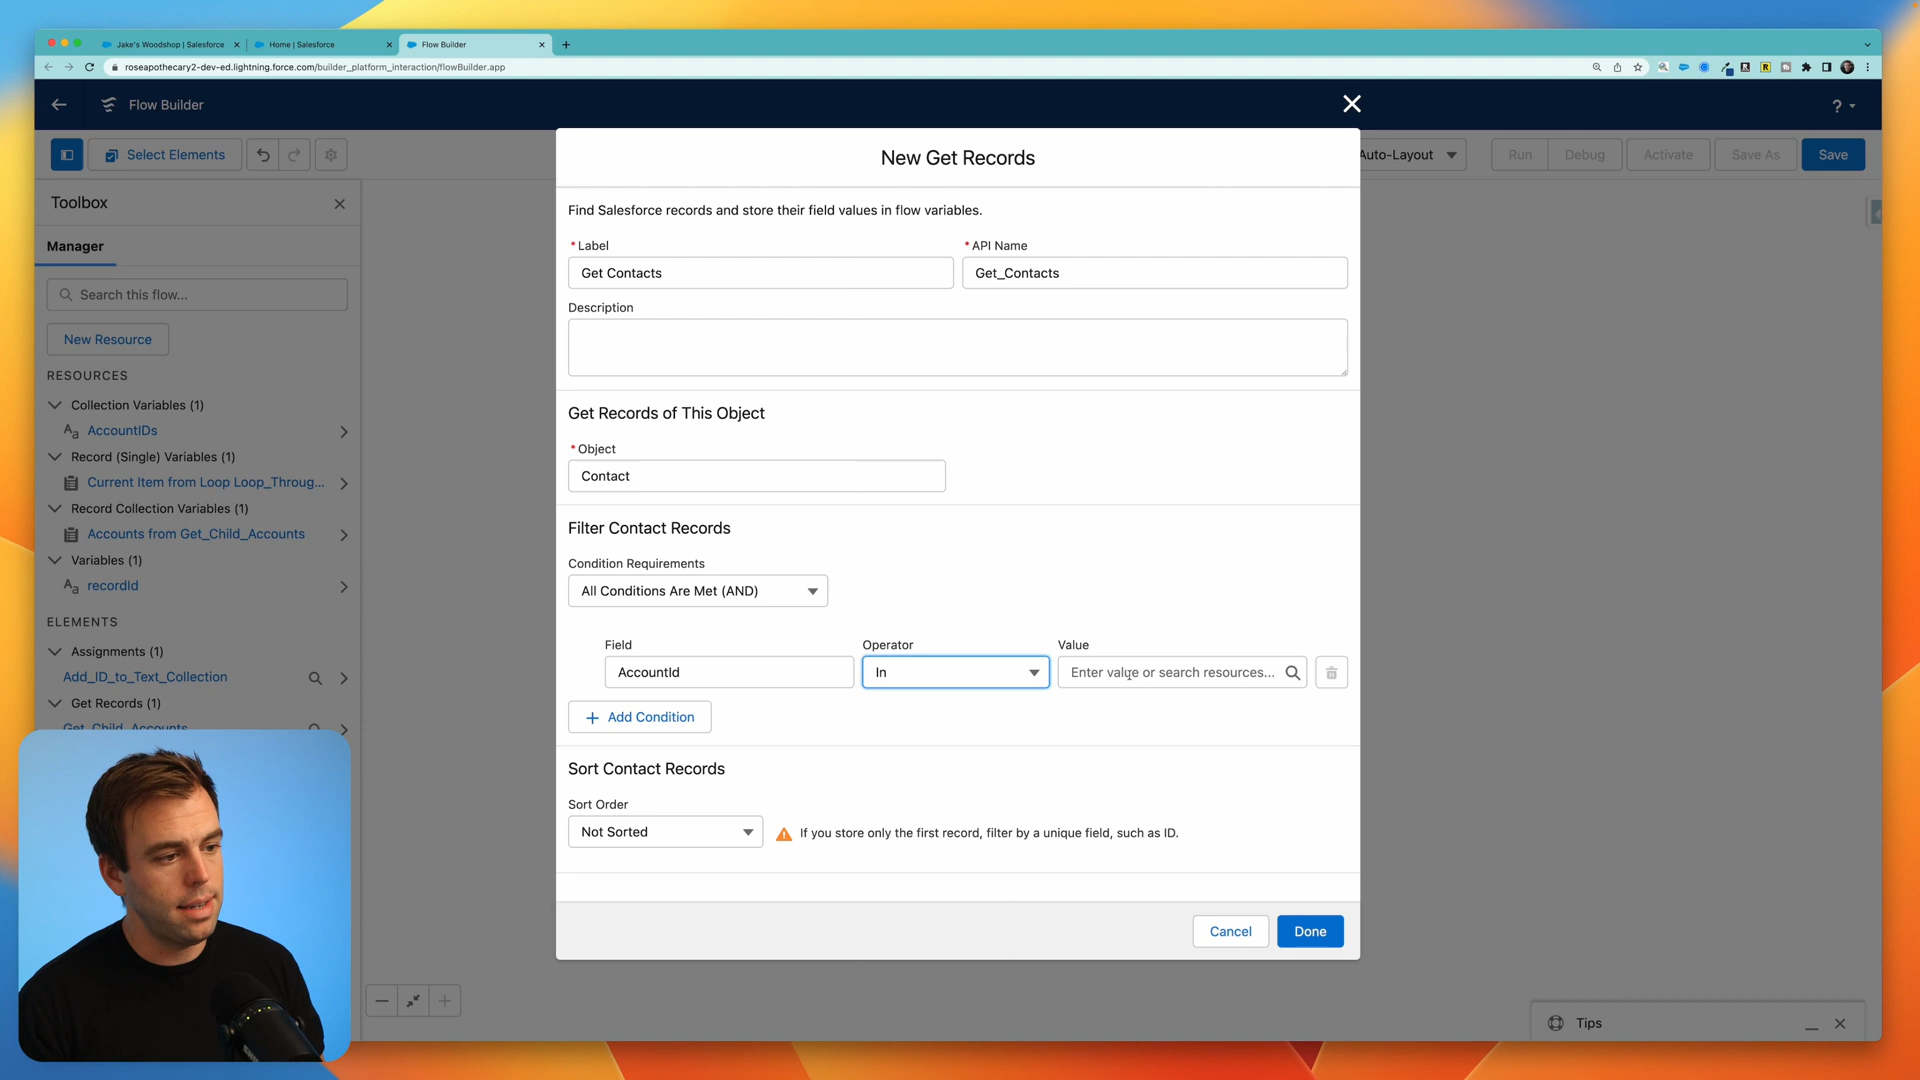 Jake's Woodshop | Salesforce
Home | Salesforce
Flow Builder
roseapothecary2-dev-ed.lightning.force.com/builder_platform_interaction/flowBuilder.app
Flow Builder
?
Select Elements
Auto-Layout
Run
Debug
Activate
Save As
Save
Toolbox
Manager
Search this flow...
New Resource
RESOURCES
Collection Variables (1)
AccountIDs
Record (Single) Variables (1)
Current Item from Loop Loop_Throug...
Record Collection Variables (1)
Accounts from Get_Child_Accounts
Variables (1)
recordId
ELEMENTS
Assignments (1)
Add_ID_to_Text_Collection
Get Records (1)
Get_Child_Accounts
New Get Records
Find Salesforce records and store their field values in flow variables.
* Label
* API Name
Get Contacts
Get_Contacts
Description
Get Records of This Object
* Object
Contact
Filter Contact Records
Condition Requirements
All Conditions Are Met (AND)
Field
Operator
Value
AccountId
In
Enter value or search resources...
Add Condition
Sort Contact Records
Sort Order
Not Sorted
If you store only the first record, filter by a unique field, such as ID.
Cancel
Done
Tips